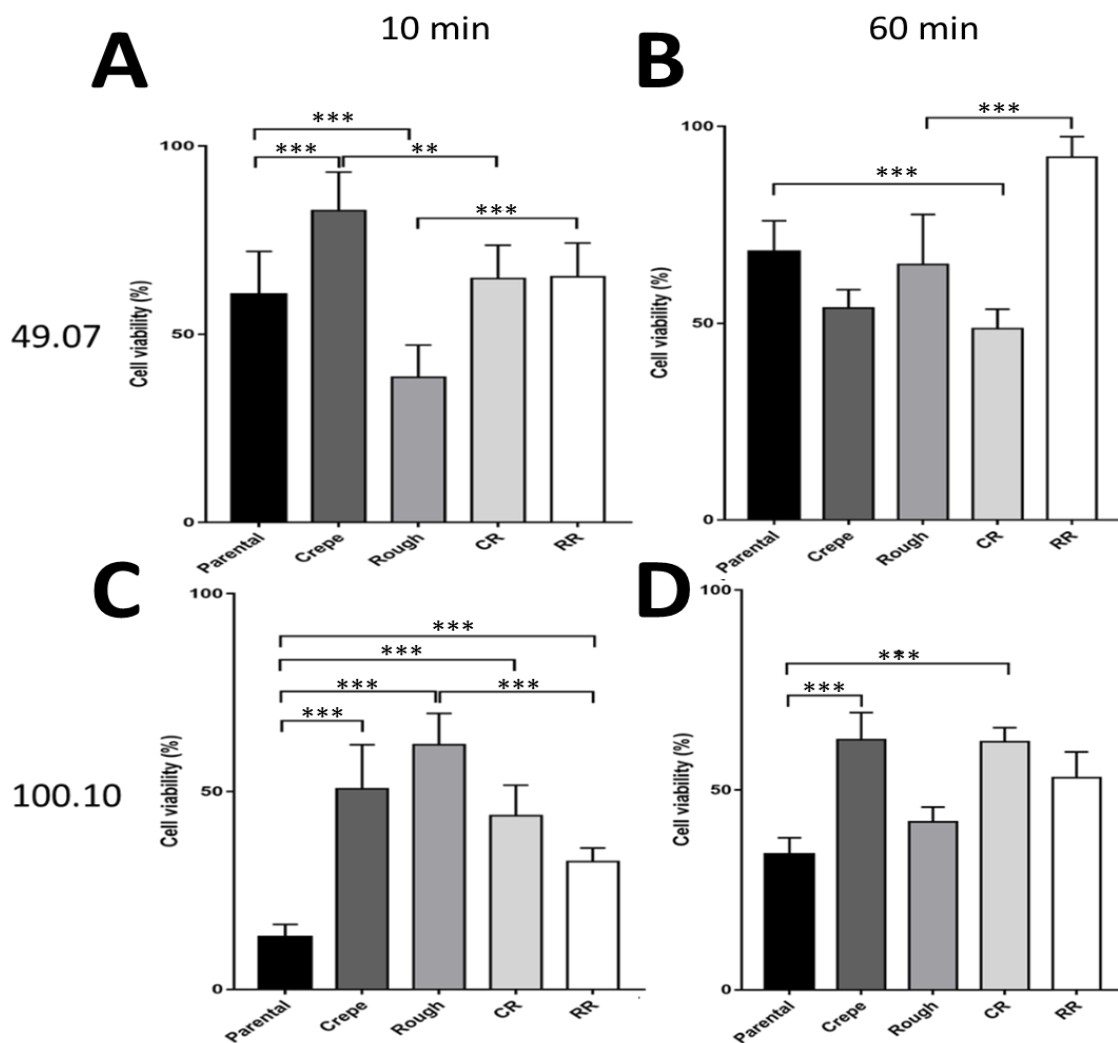 10 min
60 min
A
B
49.07
Cell viability (%)
100
50
0
***
***
**
***
Parental
Crepe
Rough
CR
RR
Cell viability (%)
100
50
0
***
***
Parental
Crepe
Rough
CR
RR
C
D
100.10
Cell viability (%)
100
50
0
***
***
***
***
***
Parental
Crepe
Rough
CR
RR
Cell viability (%)
100
50
0
***
***
Parental
Crepe
Rough
CR
RR